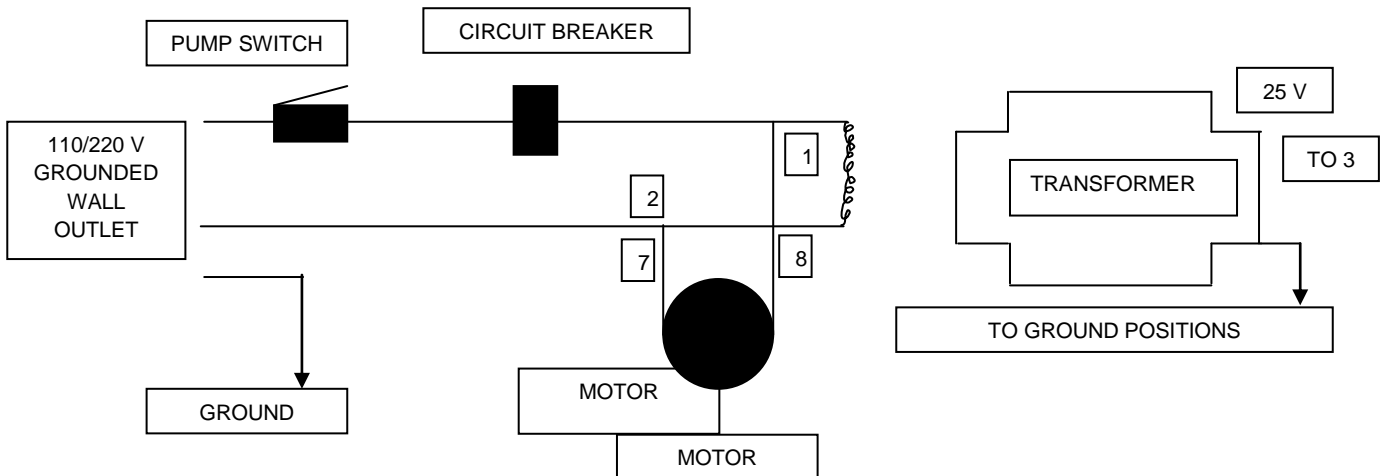 PUMP SWITCH
CIRCUIT BREAKER
25 V
110/220 V
GROUNDED
WALL
OUTLET
1
TO 3
TRANSFORMER
2
7
8
TO GROUND POSITIONS
MOTOR
GROUND
MOTOR